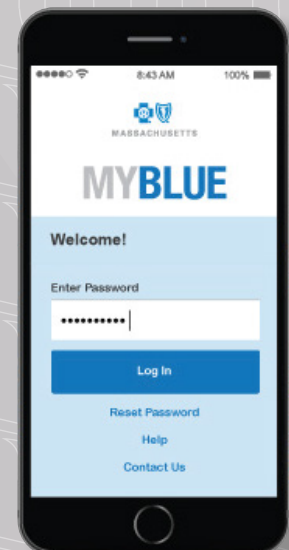 8:43 AM 100%
MASSACHUSETTS
MYBLUE
Welcome!
Enter Password
••••••••••
Log In
Reset Password
Help
Contact Us